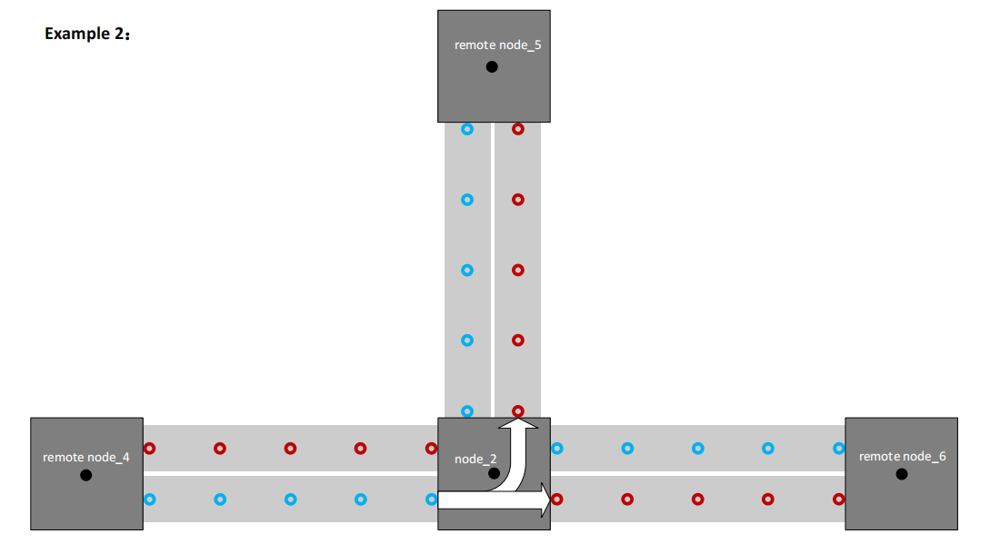 Example 2：
remote node_5
remote node_4
node_2
remote node_6